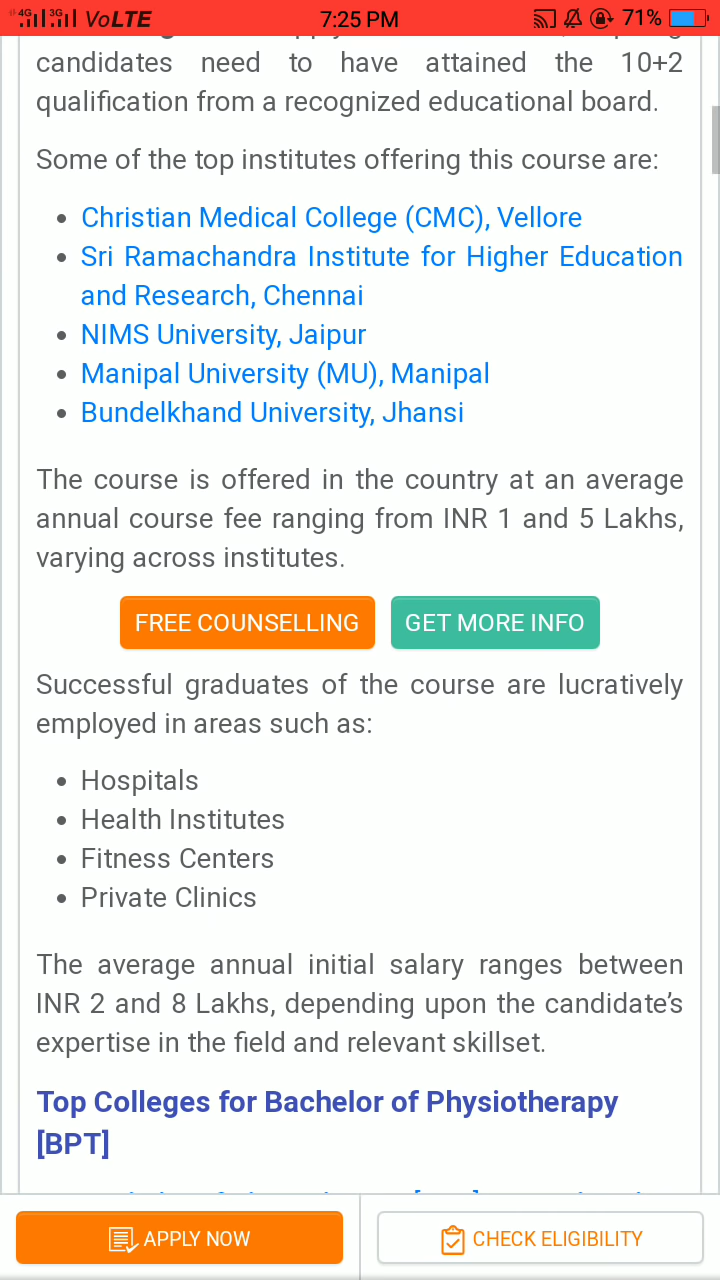 4G 3G VoLTE 7:25 PM 71%
candidates need to have attained the 10+2
qualification from a recognized educational board.
Some of the top institutes offering this course are:
Christian Medical College (CMC), Vellore
Sri Ramachandra Institute for Higher Education
and Research, Chennai
NIMS University, Jaipur
Manipal University (MU), Manipal
Bundelkhand University, Jhansi
The course is offered in the country at an average
annual course fee ranging from INR 1 and 5 Lakhs,
varying across institutes.
FREE COUNSELLING GET MORE INFO
Successful graduates of the course are lucratively
employed in areas such as:
Hospitals
Health Institutes
Fitness Centers
Private Clinics
The average annual initial salary ranges between
INR 2 and 8 Lakhs, depending upon the candidate's
expertise in the field and relevant skillset.
Top Colleges for Bachelor of Physiotherapy
[BPT]
APPLY NOW CHECK ELIGIBILITY